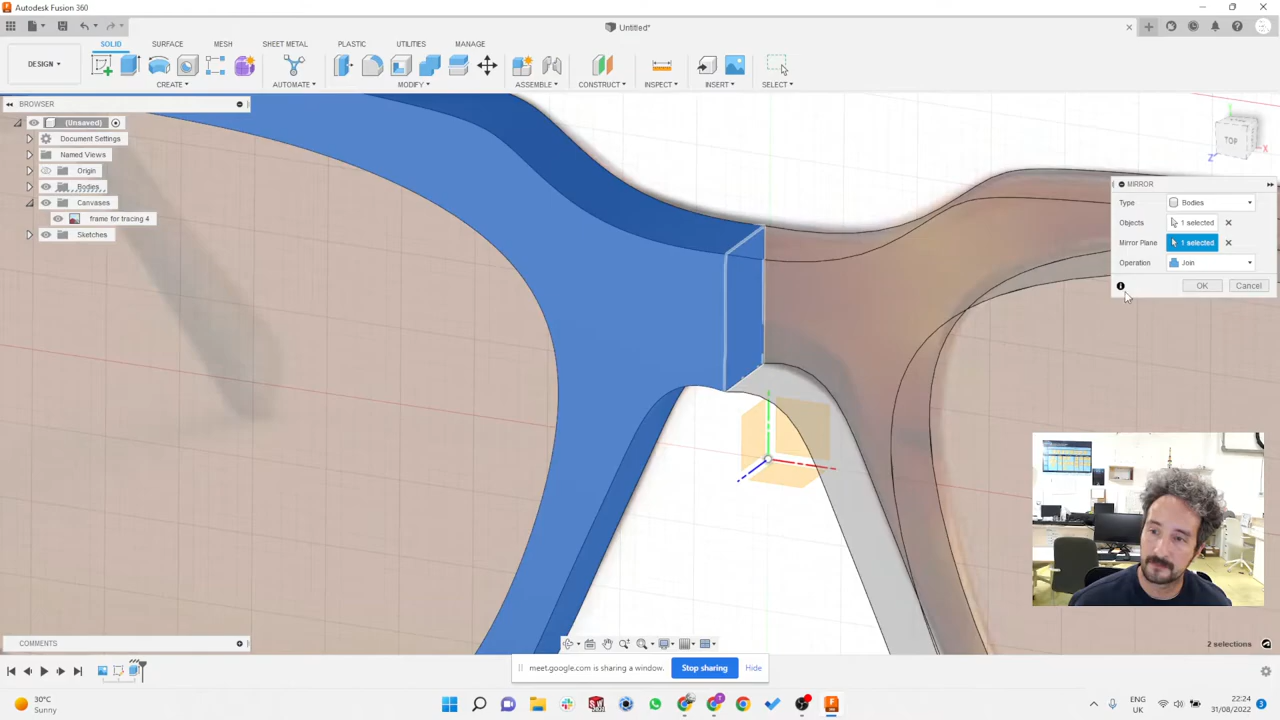 Autodesk Fusion 360
Untitled*
DESIGN
SOLID
SURFACE
MESH
SHEET METAL
PLASTIC
UTILITIES
MANAGE
CREATE
AUTOMATE
MODIFY
ASSEMBLE
CONSTRUCT
INSPECT
INSERT
SELECT
BROWSER
(Unsaved)
Document Settings
Named Views
Origin
Bodies
Canvases
frame for tracing 4
Sketches
TOP
X
Z
MIRROR
Type
Bodies
Objects
1 selected
Mirror Plane
1 selected
Operation
Join
OK
Cancel
COMMENTS
2 selections
meet.google.com is sharing a window.
Stop sharing
Hide
30°C
Sunny
ENG
UK
22:24
31/08/2022
3